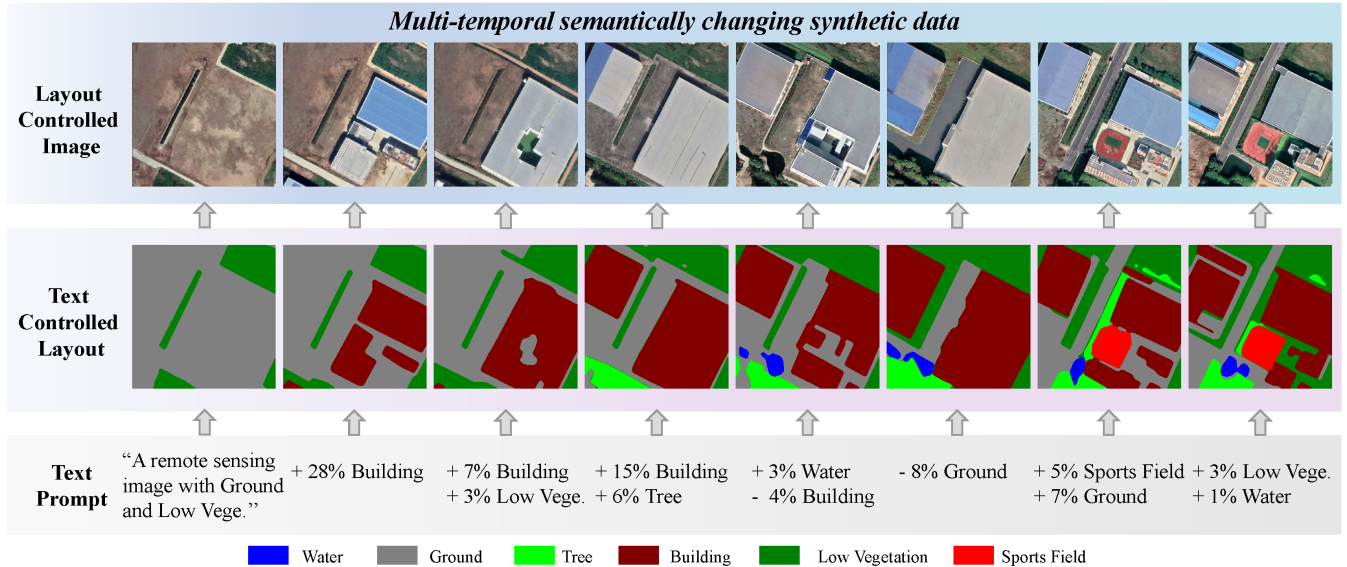 Multi-temporal semantically changing synthetic data
Layout
Controlled
Image
Text
Controlled
Layout
Text
Prompt
“A remote sensing
image with Ground
and Low Vege.”
+ 28% Building
+ 7% Building
+ 3% Low Vege.
+ 15% Building
+ 6% Tree
+ 3% Water
- 4% Building
- 8% Ground
+ 5% Sports Field
+ 7% Ground
+ 3% Low Vege.
+ 1% Water
Water
Ground
Tree
Building
Low Vegetation
Sports Field